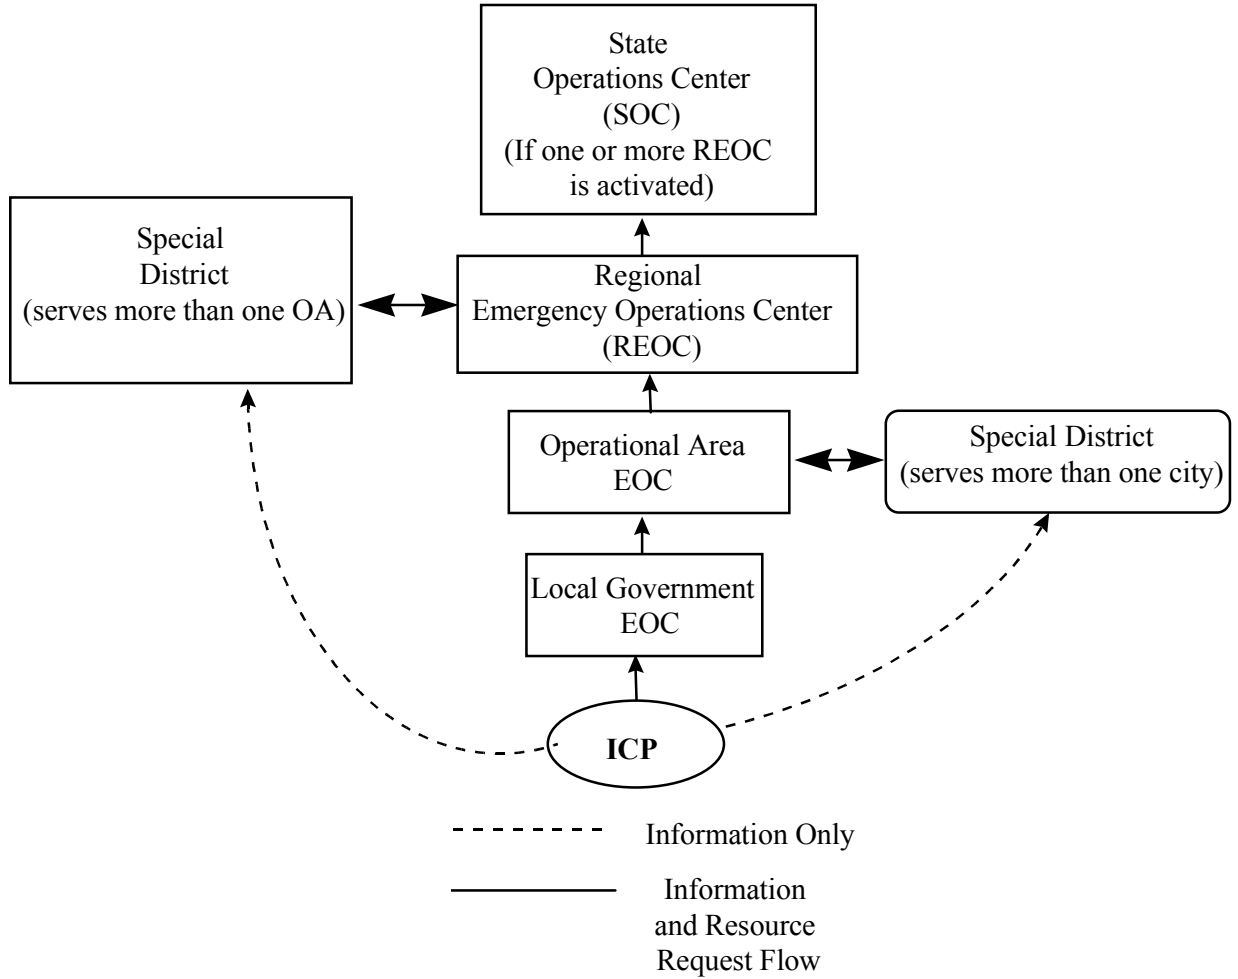 State
Operations Center
(SOC)
(If one or more REOC
is activated)
Special
District
(serves more than one OA)
Regional
Emergency Operations Center
(REOC)
Operational Area
EOC
Special District
(serves more than one city)
Local Government
EOC
ICP
Information Only
Information
and Resource
Request Flow